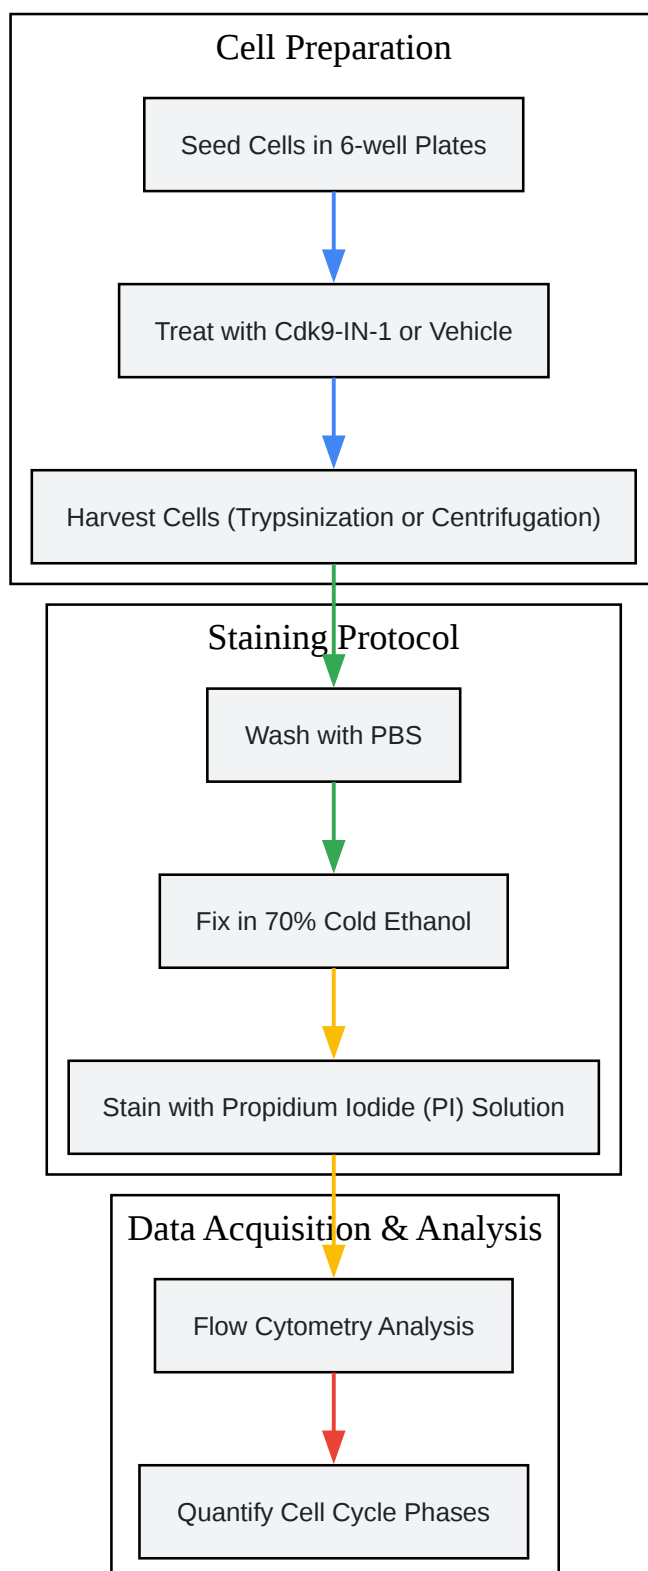 Cell Preparation
Seed Cells in 6-well Plates
Treat with Cdk9-IN-1 or Vehicle
Harvest Cells (Trypsinization or Centrifugation)
Staining Protocol
Wash with PBS
Fix in 70% Cold Ethanol
Stain with Propidium Iodide (PI) Solution
Data Acquisition & Analysis
Flow Cytometry Analysis
Quantify Cell Cycle Phases